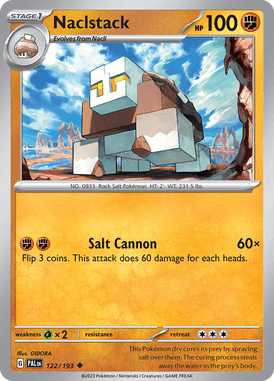 STAGE 1 Naclstack HP 100
Evolves from Nacli
NO. 0933 Rock Salt Pokémon HT: 2' WT: 231.5 lbs.
Salt Cannon 60×
Flip 3 coins. This attack does 60 damage for each heads.
weakness ×2 resistance retreat
Illus. GIDORA
G PAL EN 122/193
This Pokémon dry cures its prey by spraying
salt over them. The curing process steals
away the water in the prey's body.
©2023 Pokémon / Nintendo / Creatures / GAME FREAK